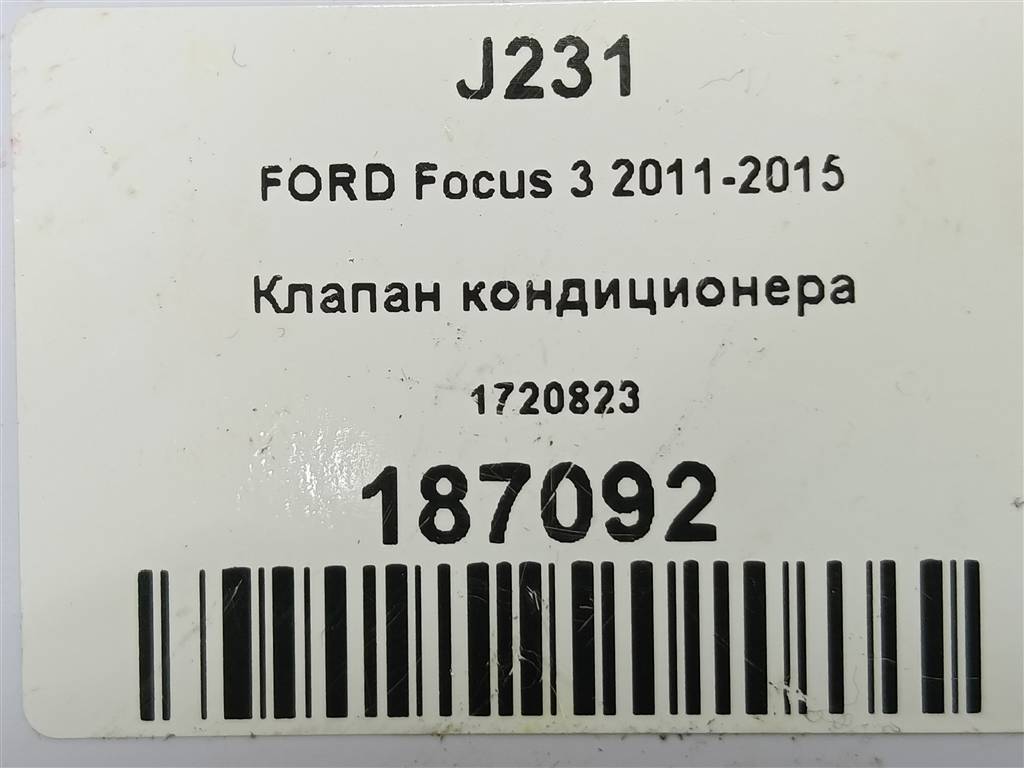 J231
FORD Focus 3 2011-2015
Клапан кондиционера
1720823
187092